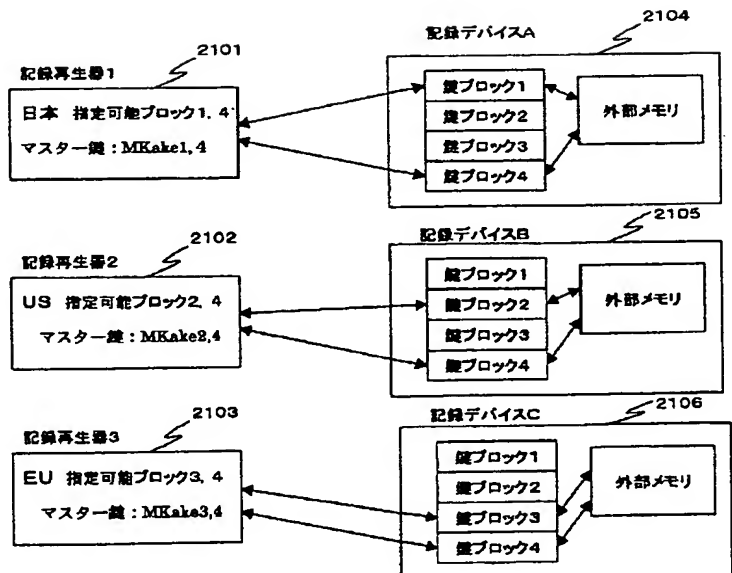 2101
記録再生器1
日本 指定可能ブロック1, 4
マスター鍵:MKake1,4
2104
記録デバイスA
鍵ブロック1
鍵ブロック2
鍵ブロック3
鍵ブロック4
外部メモリ
2102
記録再生器2
US 指定可能ブロック2, 4
マスター鍵:MKake2,4
2105
記録デバイスB
鍵ブロック1
鍵ブロック2
鍵ブロック3
鍵ブロック4
外部メモリ
2103
記録再生器3
EU 指定可能ブロック3, 4
マスター鍵:MKake3,4
2106
記録デバイスC
鍵ブロック1
鍵ブロック2
鍵ブロック3
鍵ブロック4
外部メモリ